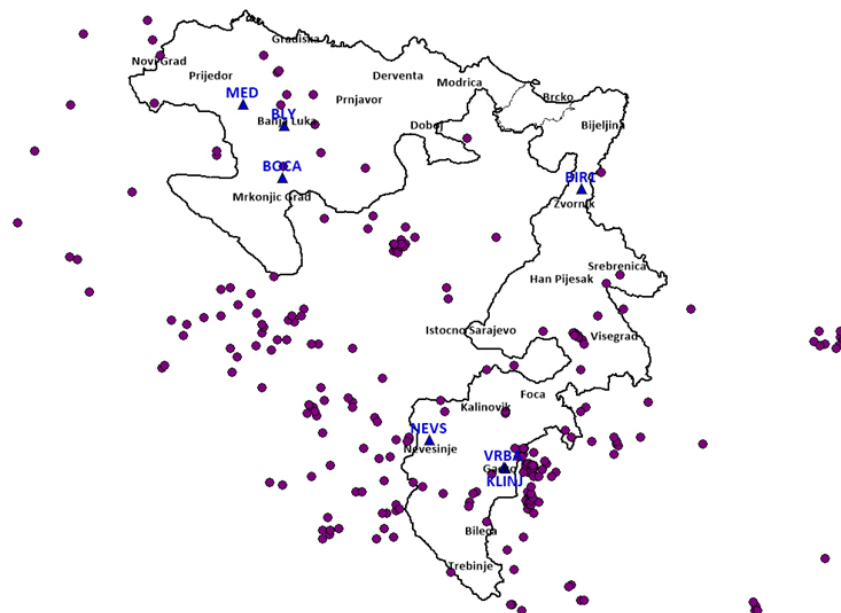 Gradiska
Novi Grad
Prijedor
Derventa
Modrica
MED
Prnjavor
Brcko
BLY
Banja Luka
Doboj
Bijeljina
BOCA
BIR1
Mrkonjic Grad
Zvornik
Srebrenica
Han Pijesak
Istocno Sarajevo
Visegrad
Foca
Kalinovik
NEVS
Nevesinje
VRBA
Gacko
KLINJ
Bileca
Trebinje